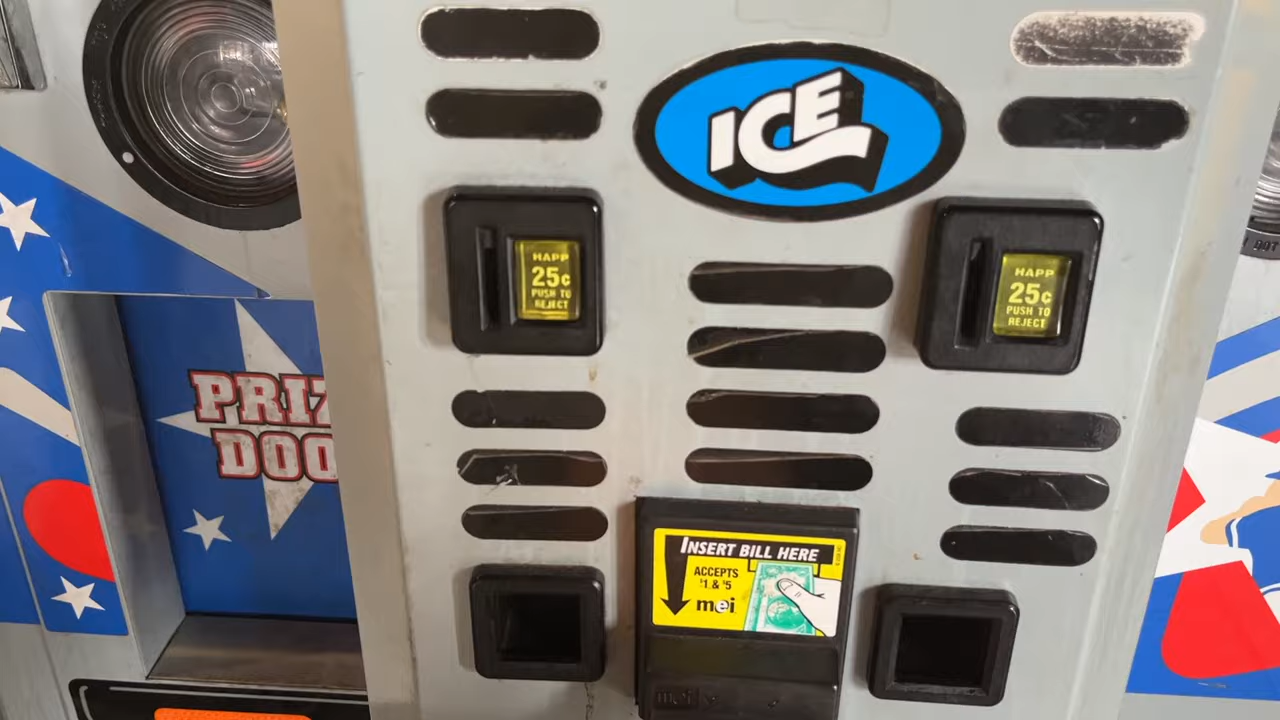 ICE
HAPP
25¢
PUSH TO
REJECT
HAPP
25¢
PUSH TO
REJECT
PRIZ
DOO
INSERT BILL HERE
ACCEPTS
$1 & $5
mei
mei